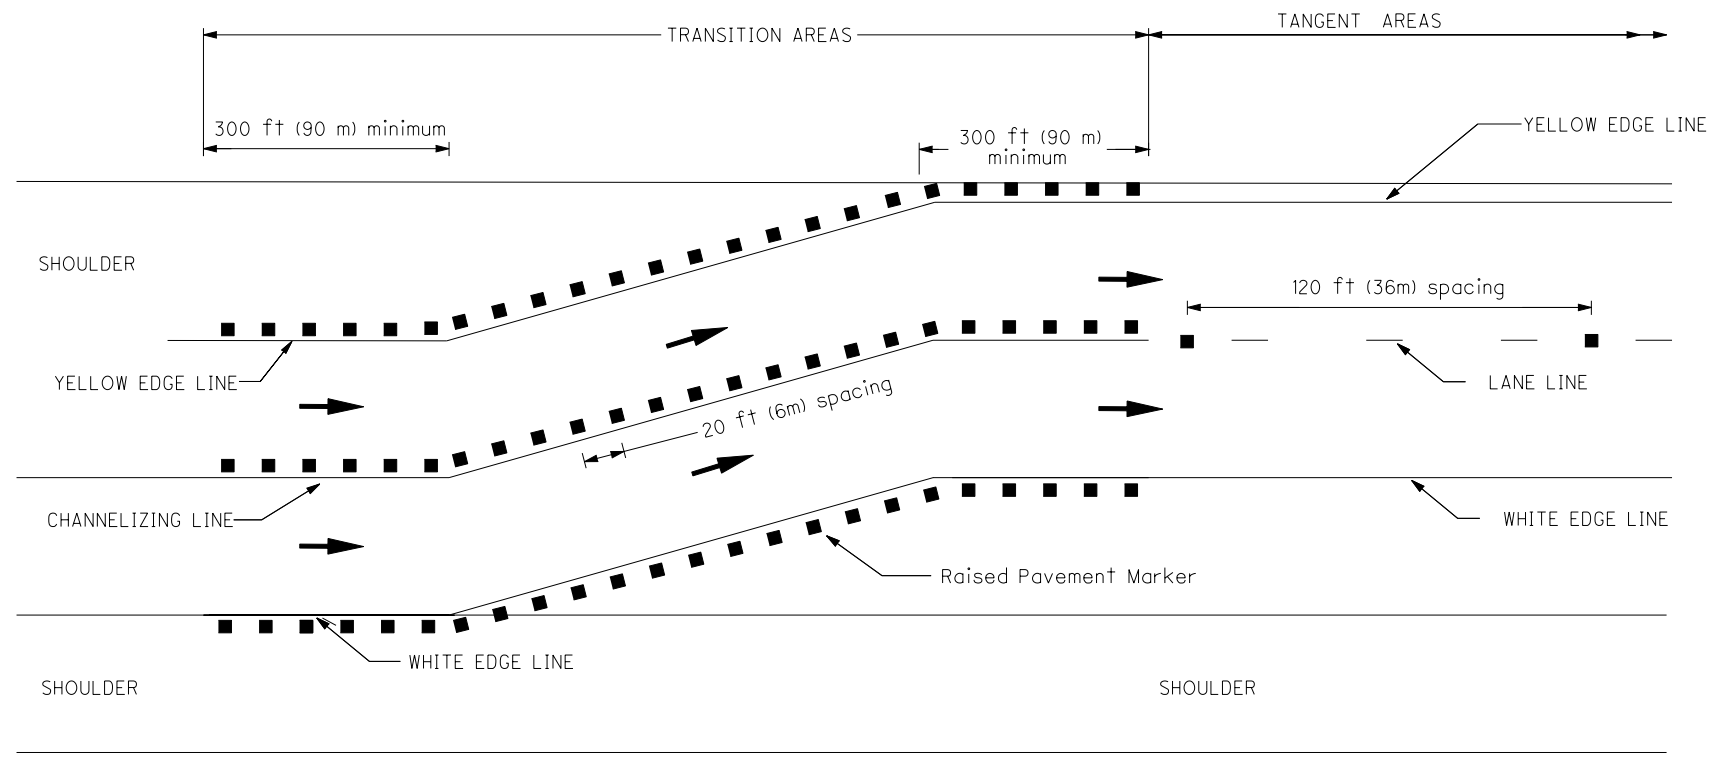 TANGENT AREAS
TRANSITION AREAS
300 ft (90 m) minimum
300 ft (90 m)
minimum
YELLOW EDGE LINE
SHOULDER
120 ft (36m) spacing
YELLOW EDGE LINE
LANE LINE
20 ft (6m) spacing
CHANNELIZING LINE
WHITE EDGE LINE
Raised Pavement Marker
WHITE EDGE LINE
SHOULDER
SHOULDER